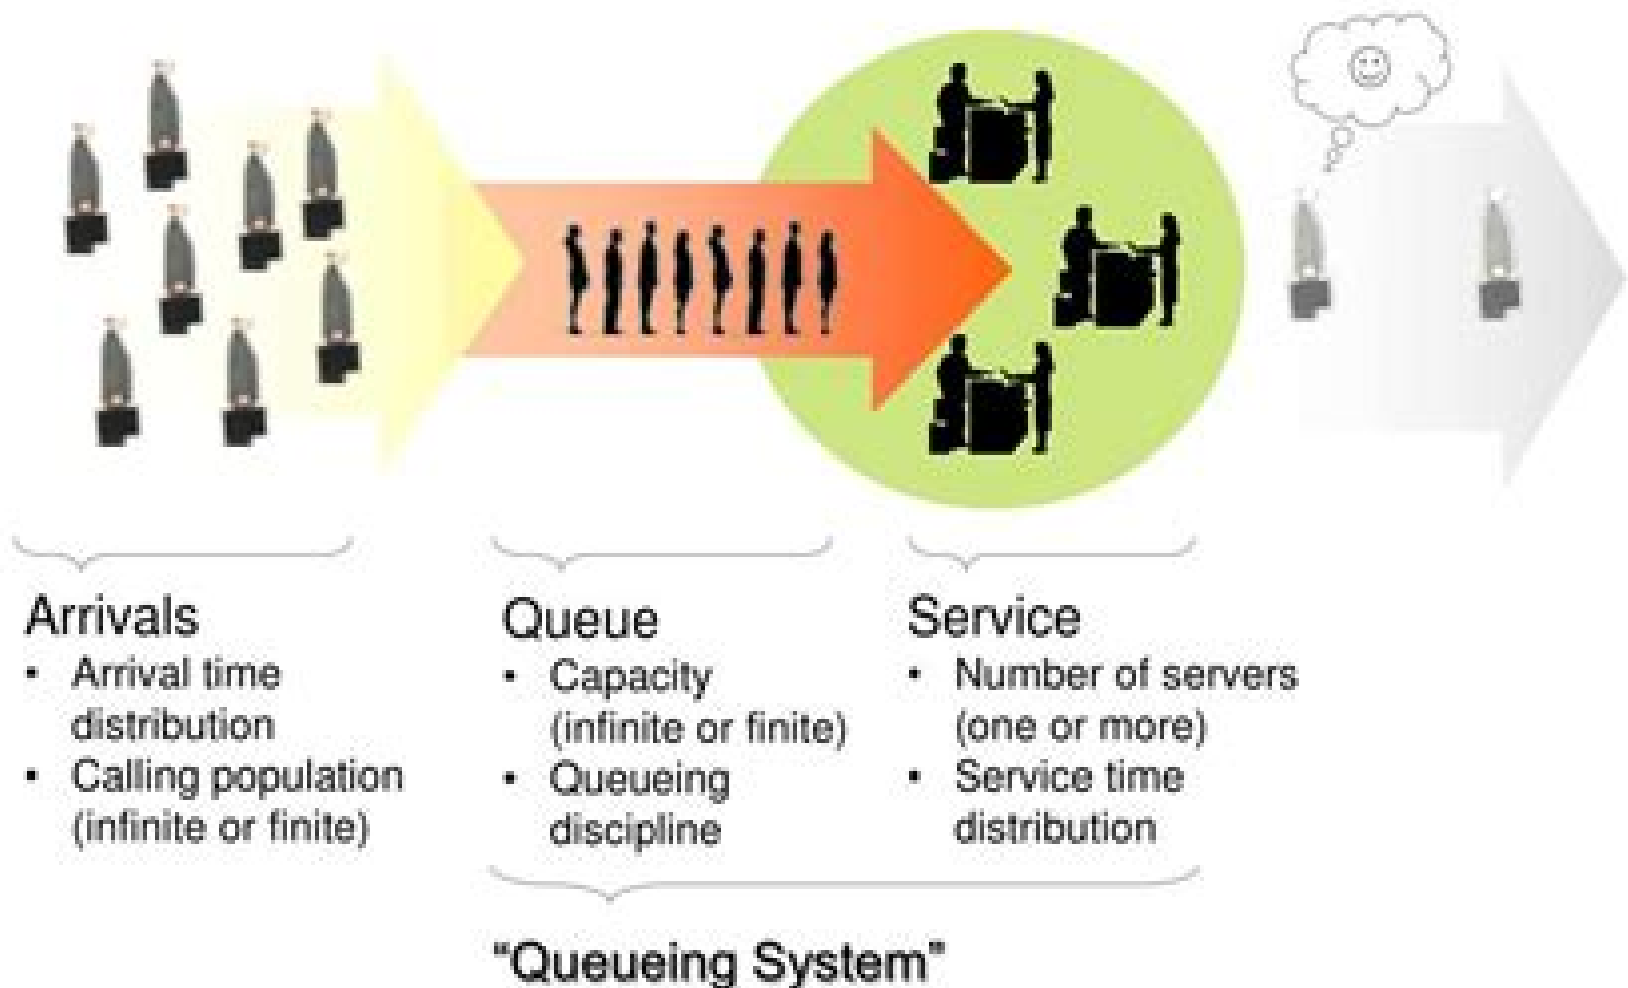 Arrivals
• Arrival time
distribution
• Calling population
(infinite or finite)
Queue
• Capacity
(infinite or finite)
• Queueing
discipline
Service
• Number of servers
(one or more)
• Service time
distribution
“Queueing System”